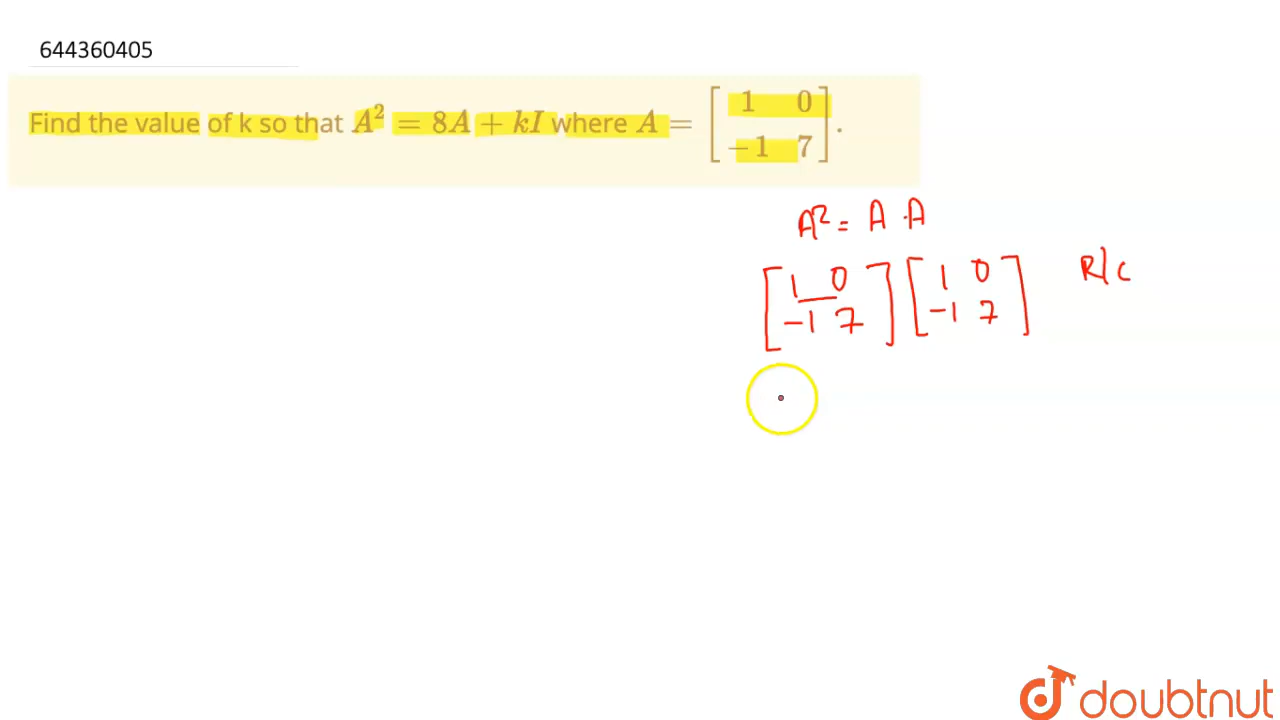 644360405
Find the value of k so that A² = 8A + kI where A = [ 1 0
-1 7 ].
A² = A . A
[ 1 0 ] [ 1 0 ] R/C
[ -1 7 ] [ -1 7 ]
doubtnut